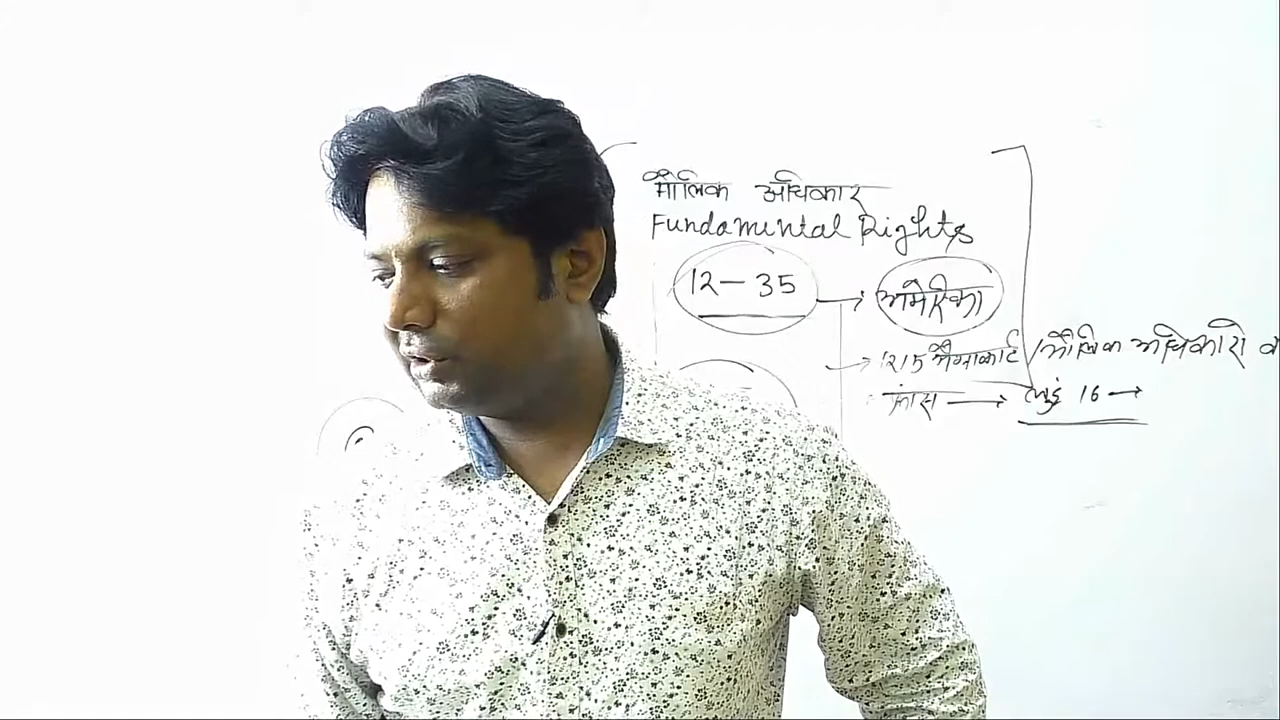 मौलिक अधिकार
Fundamental Rights
12 - 35 → अमेरिका
→ 1215 मैग्नाकार्ट / मौलिक अधिकारो
फ्रांस → लुई 16 →